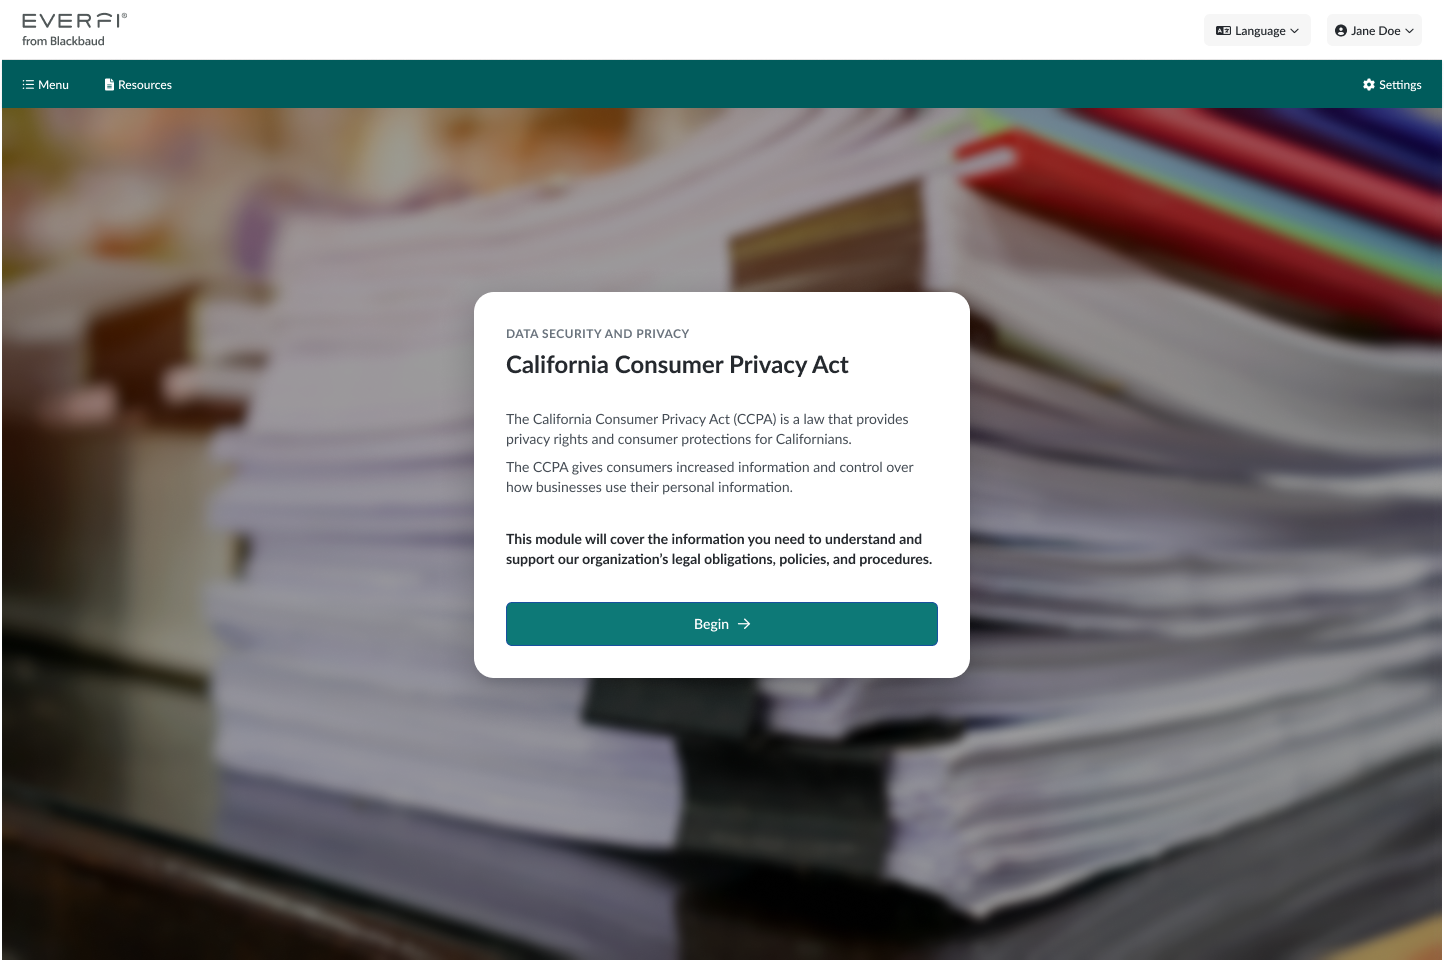 EVERFI®
from Blackbaud
Language
Jane Doe
Menu
Resources
Settings
DATA SECURITY AND PRIVACY
California Consumer Privacy Act
The California Consumer Privacy Act (CCPA) is a law that provides
privacy rights and consumer protections for Californians.
The CCPA gives consumers increased information and control over
how businesses use their personal information.
This module will cover the information you need to understand and
support our organization’s legal obligations, policies, and procedures.
Begin →